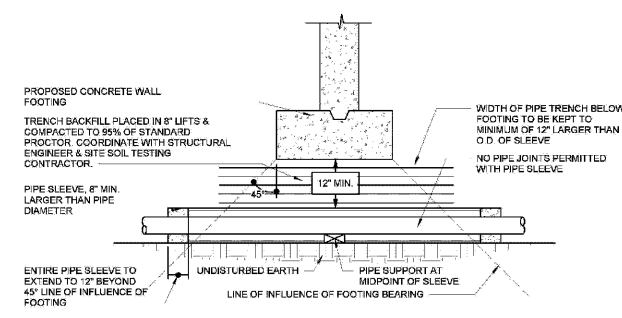 PROPOSED CONCRETE WALL
FOOTING
TRENCH BACKFILL PLACED IN 8" LIFTS &
COMPACTED TO 95% OF STANDARD
PROCTOR. COORDINATE WITH STRUCTURAL
ENGINEER & SITE SOIL TESTING
CONTRACTOR.
PIPE SLEEVE, 8" MIN.
LARGER THAN PIPE
DIAMETER
45°
12" MIN.
WIDTH OF PIPE TRENCH BELOW
FOOTING TO BE KEPT TO
MINIMUM OF 12" LARGER THAN
O.D. OF SLEEVE
NO PIPE JOINTS PERMITTED
WITH PIPE SLEEVE
ENTIRE PIPE SLEEVE TO
EXTEND TO 12" BEYOND
45° LINE OF INFLUENCE OF
FOOTING
UNDISTURBED EARTH
PIPE SUPPORT AT
MIDPOINT OF SLEEVE
LINE OF INFLUENCE OF FOOTING BEARING